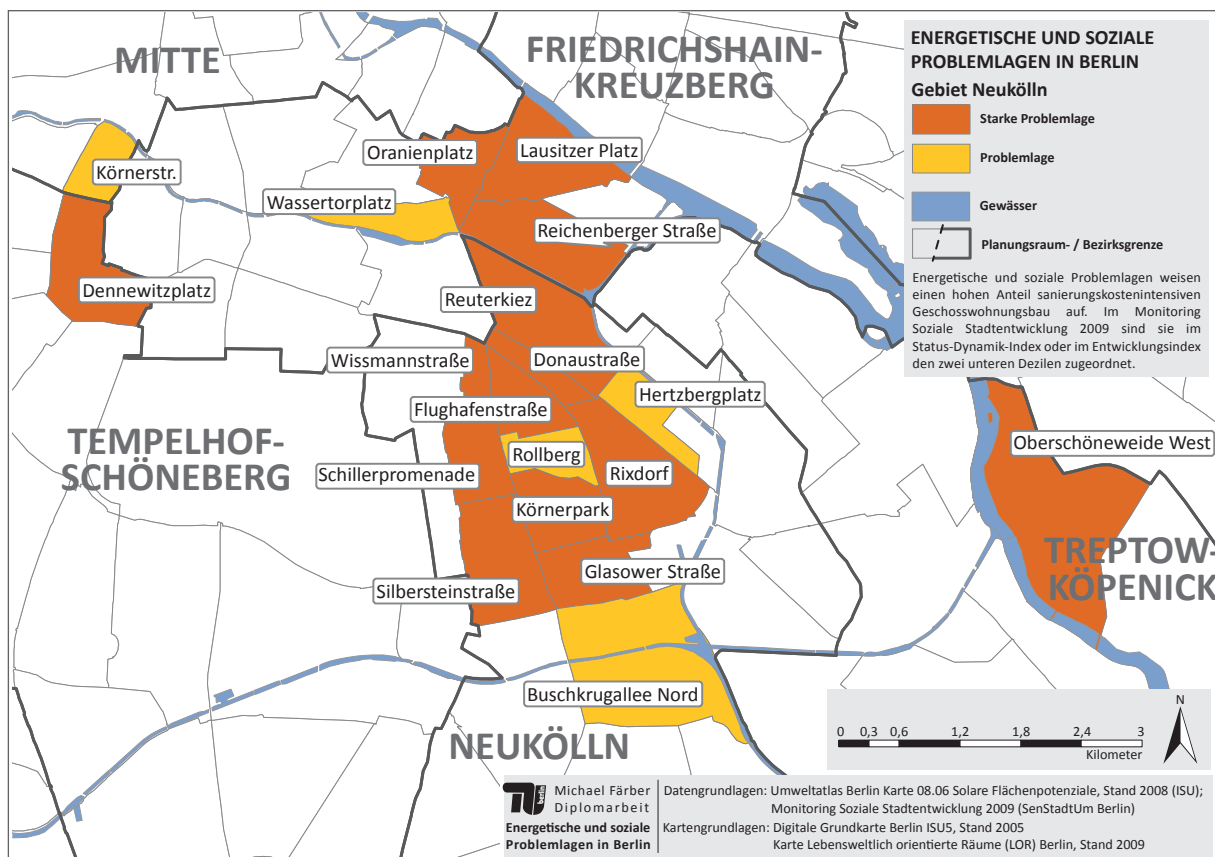 MITTE
FRIEDRICHSHAIN-
KREUZBERG
Oranienplatz
Lausitzer Platz
Körnerstr.
Wassertorplatz
Reichenberger Straße
Dennewitzplatz
Reuterkiez
Wissmannstraße
Donaustraße
Hertzbergplatz
Flughafenstraße
TEMPELHOF-
SCHÖNEBERG
Rollberg
Schillerpromenade
Rixdorf
Körnerpark
Oberschöneweide West
Glasower Straße
Silbersteinstraße
TREPTOW-
KÖPENICK
Buschkrugallee Nord
NEUKÖLLN
ENERGETISCHE UND SOZIALE
PROBLEMLAGEN IN BERLIN
Gebiet Neukölln
Starke Problemlage
Problemlage
Gewässer
Planungsraum- / Bezirksgrenze
Energetische und soziale Problemlagen weisen
einen hohen Anteil sanierungskostenintensiven
Geschosswohnungsbau auf. Im Monitoring
Soziale Stadtentwicklung 2009 sind sie im
Status-Dynamik-Index oder im Entwicklungsindex
den zwei unteren Dezilen zugeordnet.
N
0 0,3 0,6 1,2 1,8 2,4 3
Kilometer
berlin
Michael Färber
Diplomarbeit
Energetische und soziale
Problemlagen in Berlin
Datengrundlagen: Umweltatlas Berlin Karte 08.06 Solare Flächenpotenziale, Stand 2008 (ISU);
Monitoring Soziale Stadtentwicklung 2009 (SenStadtUm Berlin)
Kartengrundlagen: Digitale Grundkarte Berlin ISU5, Stand 2005
Karte Lebensweltlich orientierte Räume (LOR) Berlin, Stand 2009